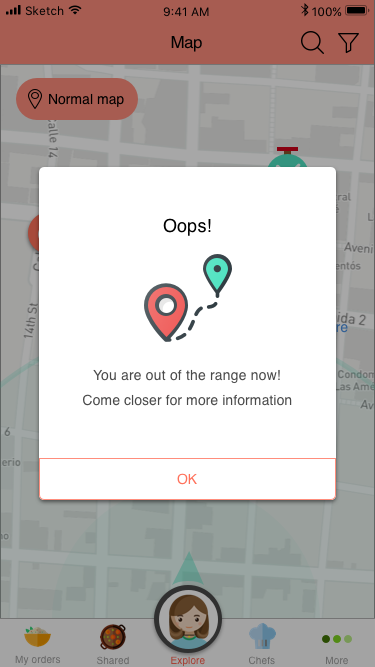 Sketch
9:41 AM
100%
Map
Normal map
Calle 14
14th St
Aveni
entós
ida 2
re
Condom
Las Amé
Oops!
You are out of the range now!
Come closer for more information
OK
6
erio
My orders
Shared
Explore
Chefs
More